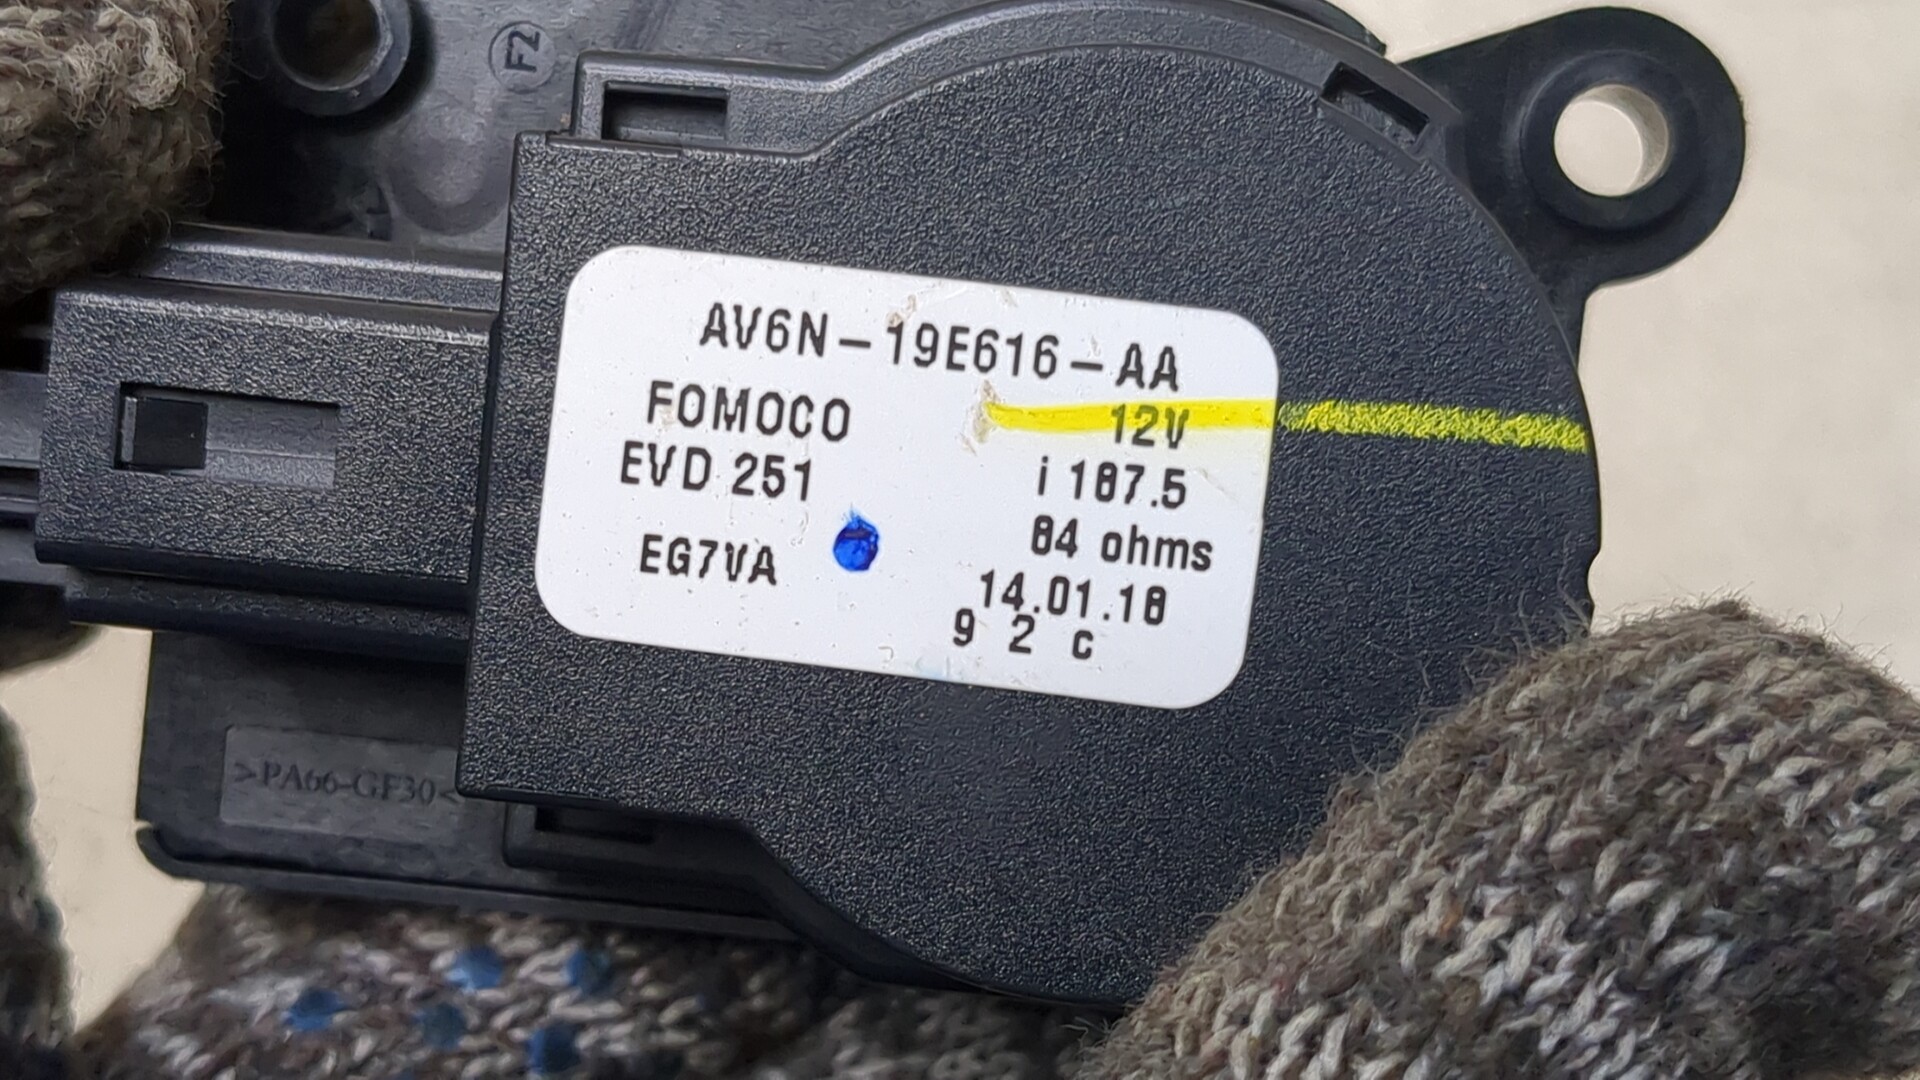 F2
AV6N-19E616-AA
FOMOCO 12V
EVD 251 i 187.5
84 ohms
EG7VA 14.01.18
9 2 C
>PA66-GF30<